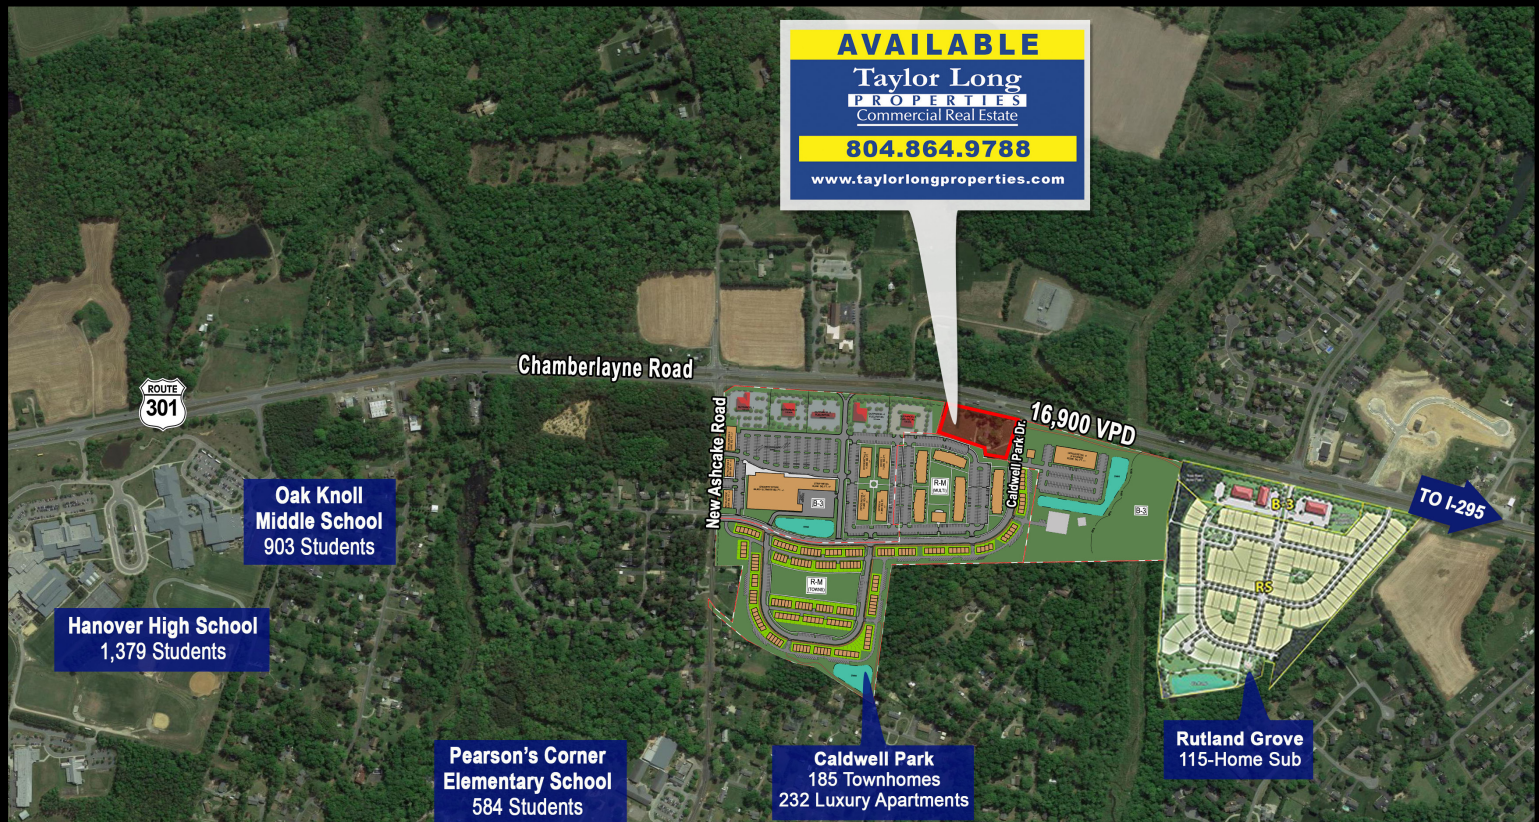 AVAILABLE
Taylor Long
PROPERTIES
Commercial Real Estate
804.864.9788
www.taylorlongproperties.com
Chamberlayne Road
ROUTE
301
New Ashcake Road
16,900 VPD
Caldwell Park Dr.
TO I-295
R-M
(MULTI)
B-3
B-3
B-3
RS
R-M
(TOWNS)
Oak Knoll
Middle School
903 Students
Hanover High School
1,379 Students
Pearson's Corner
Elementary School
584 Students
Caldwell Park
185 Townhomes
232 Luxury Apartments
Rutland Grove
115-Home Sub